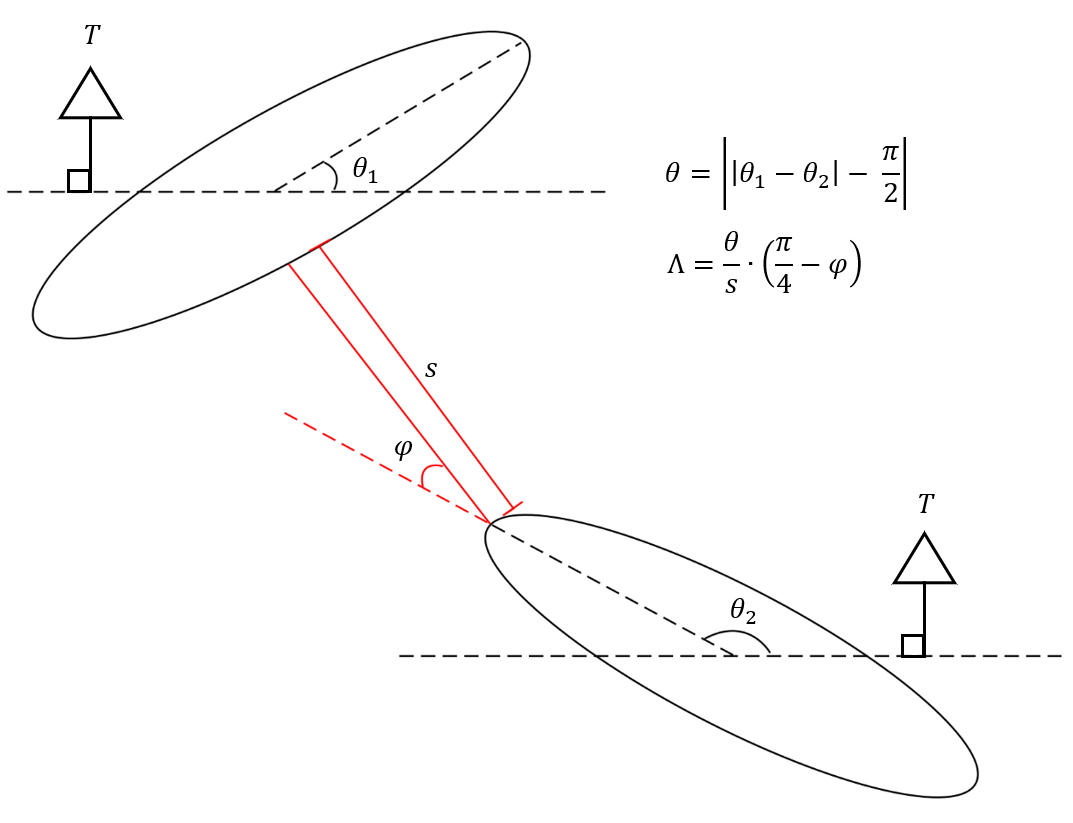 T
θ₁
θ = ||θ₁ − θ₂| − π/2|
Λ = θ/s · (π/4 − φ)
s
φ
T
θ₂